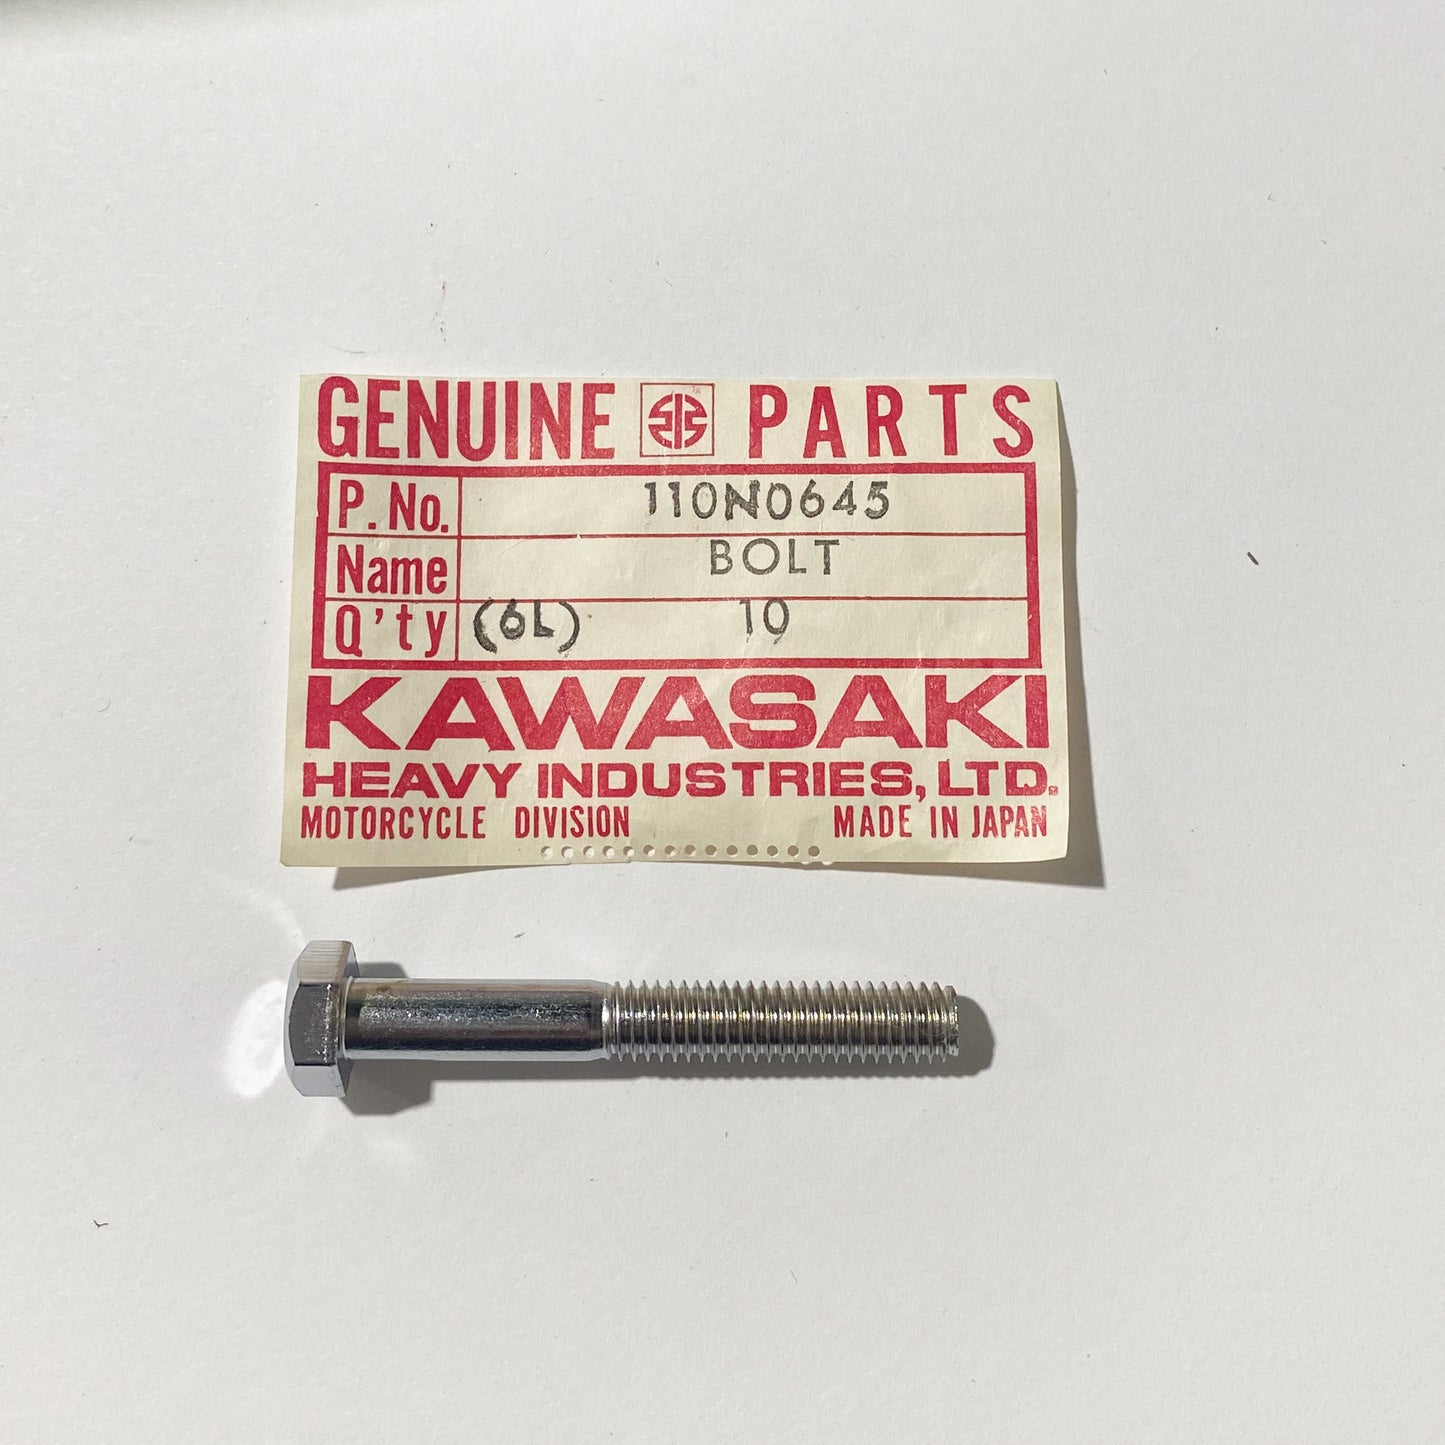 GENUINE PARTS
P. No. 110N0645
Name BOLT
Q'ty (6L) 10
KAWASAKI
HEAVY INDUSTRIES, LTD.
MOTORCYCLE DIVISION MADE IN JAPAN